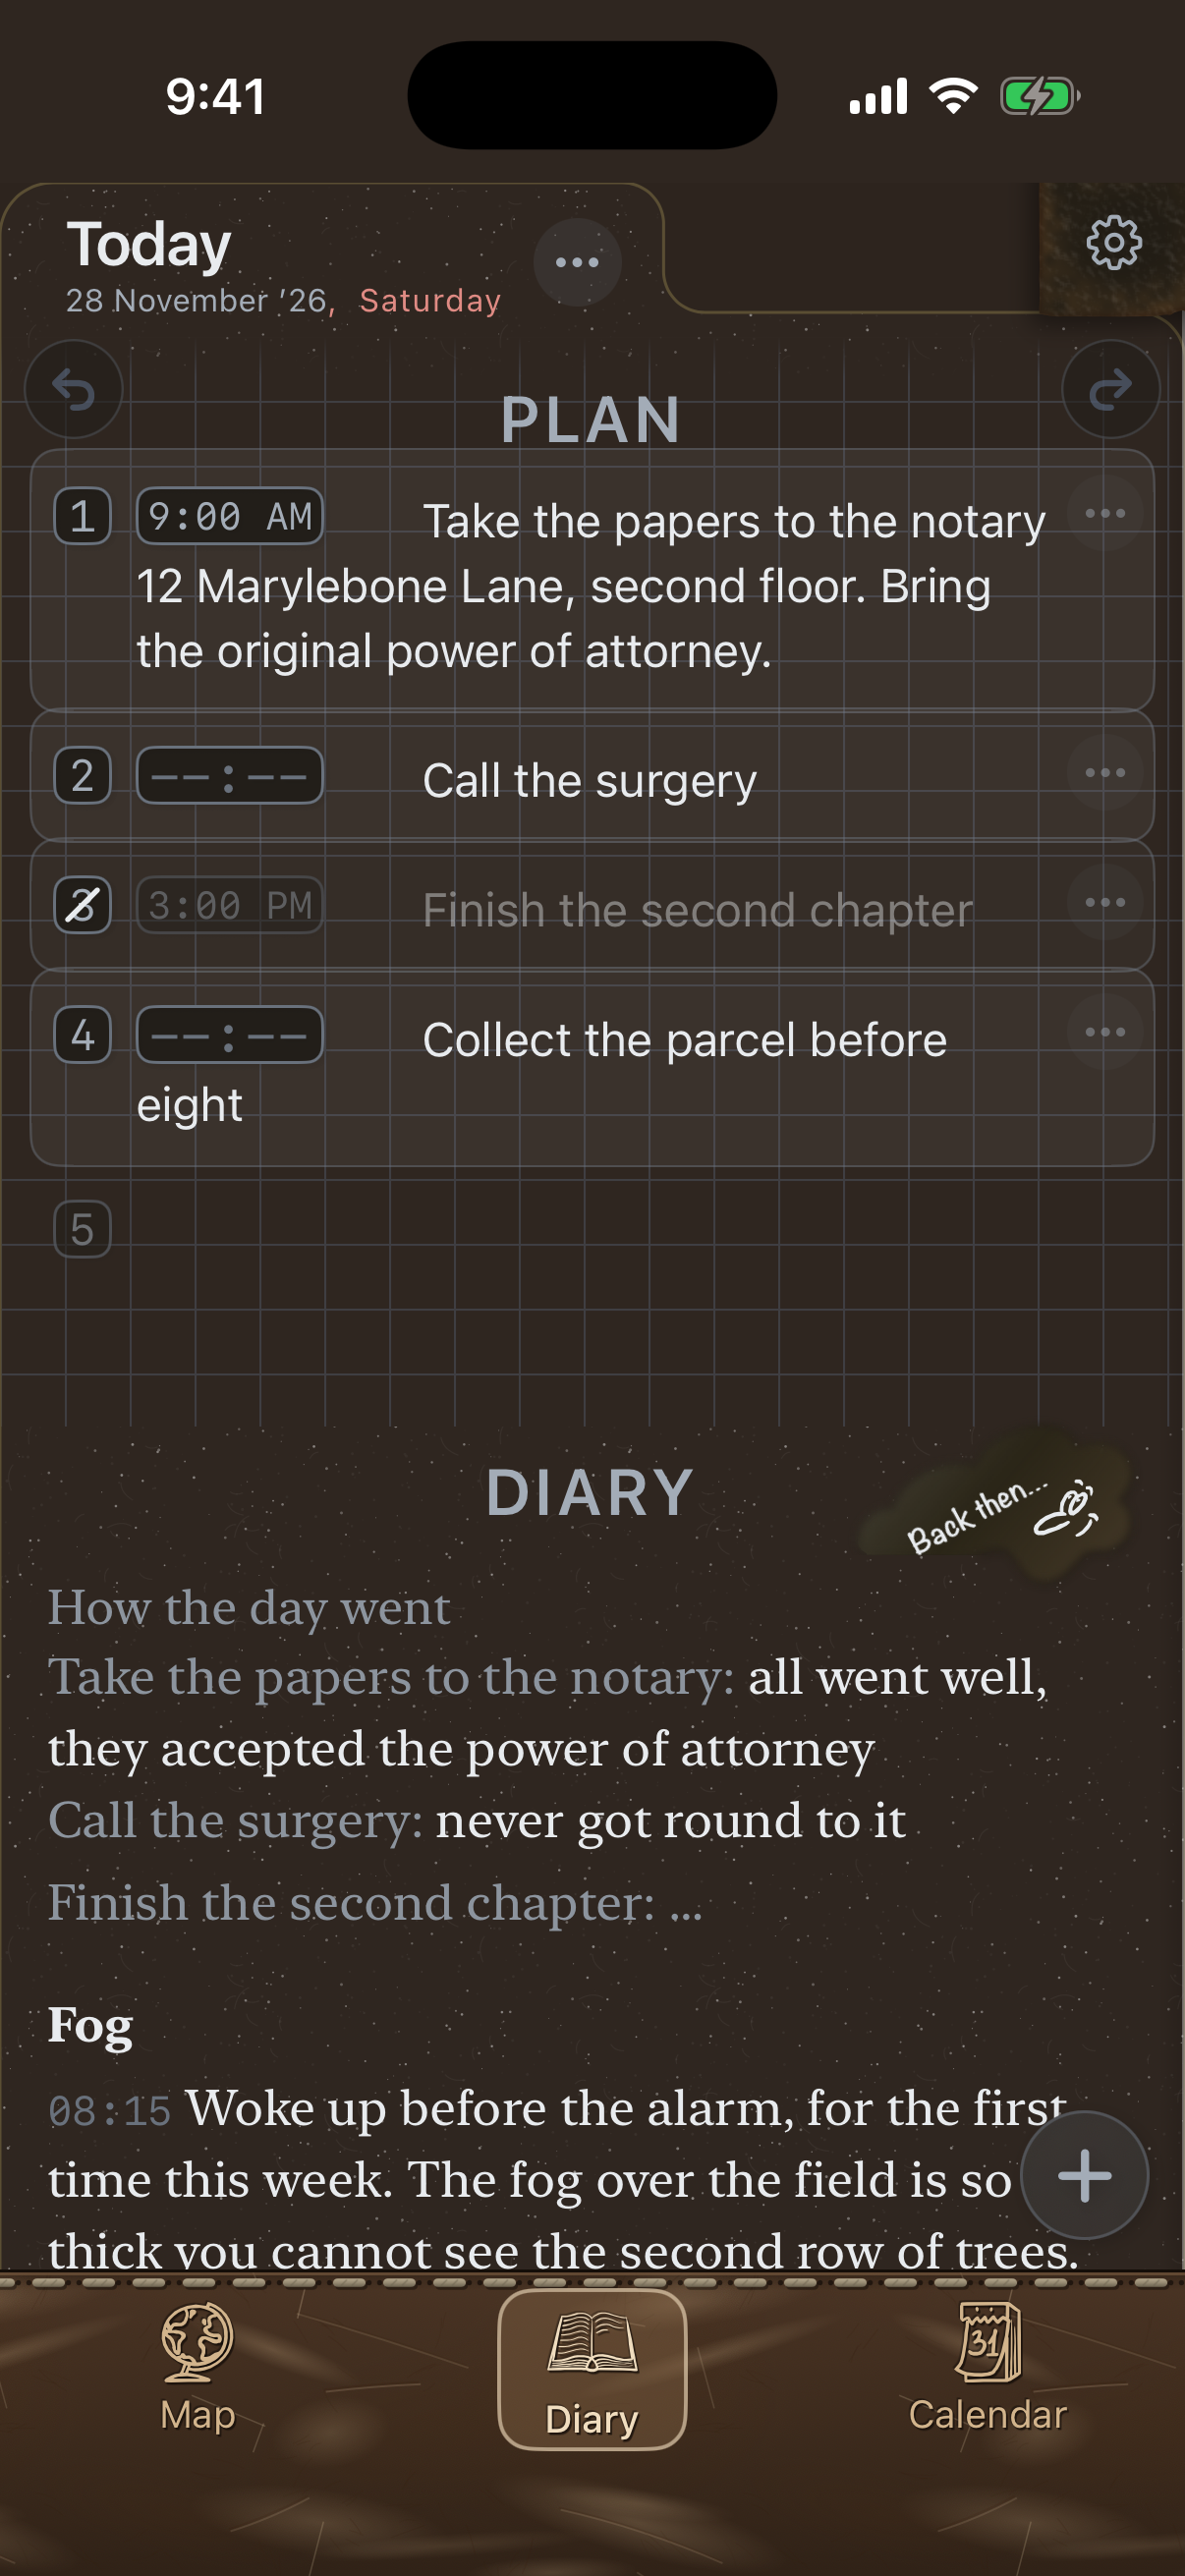 9:41
Today
28 November ’26, Saturday
PLAN
1 9:00 AM Take the papers to the notary
12 Marylebone Lane, second floor. Bring
the original power of attorney.
2 --:-- Call the surgery
3 3:00 PM Finish the second chapter
4 --:-- Collect the parcel before
eight
5
DIARY
Back then...
How the day went
Take the papers to the notary: all went well,
they accepted the power of attorney
Call the surgery: never got round to it
Finish the second chapter: ...
Fog
08:15 Woke up before the alarm, for the first
time this week. The fog over the field is so
thick you cannot see the second row of trees.
31
Map
Diary
Calendar